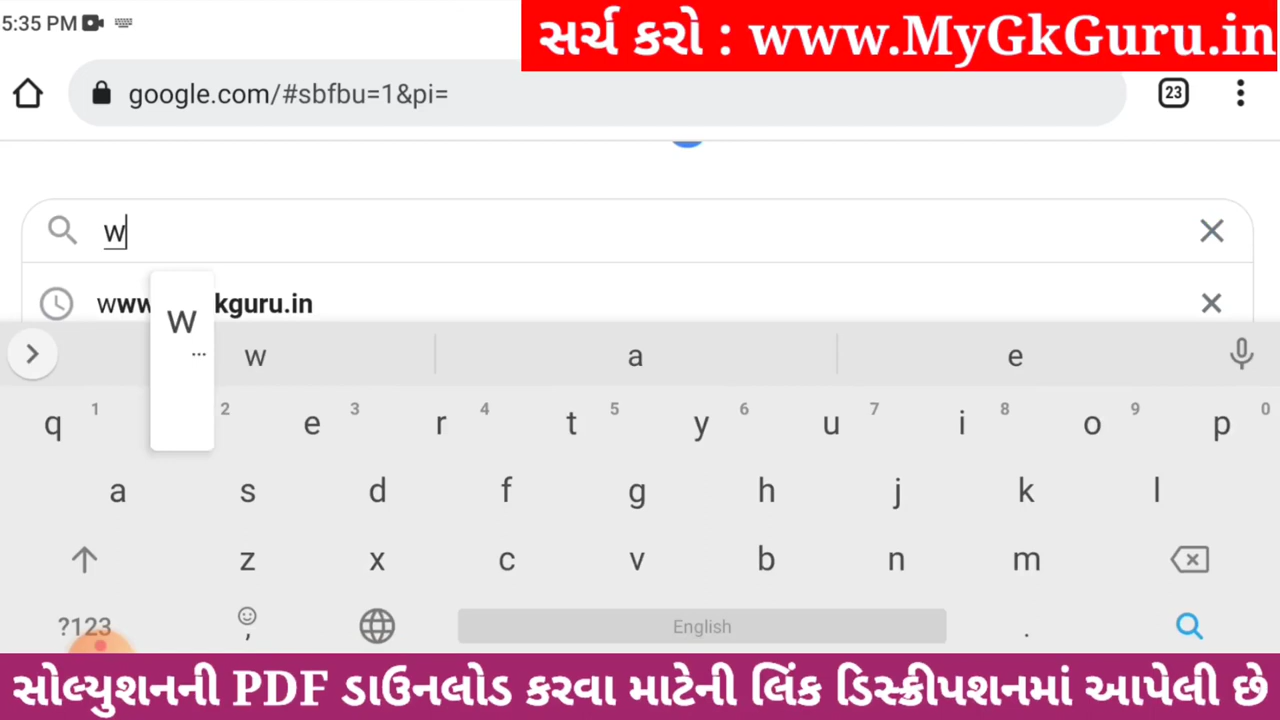 5:35 PM
સર્ચ કરો : www.MyGkGuru.in
google.com/#sbfbu=1&pi=
23
w
www kguru.in
w
...
w a e
q 1 2 e 3 r 4 t 5 y 6 u 7 i 8 o 9 p 0
a s d f g h j k l
z x c v b n m
?123 , English .
સોલ્યુશનની PDF ડાઉનલોડ કરવા માટેની લિંક ડિસ્ક્રીપશનમાં આપેલી છે